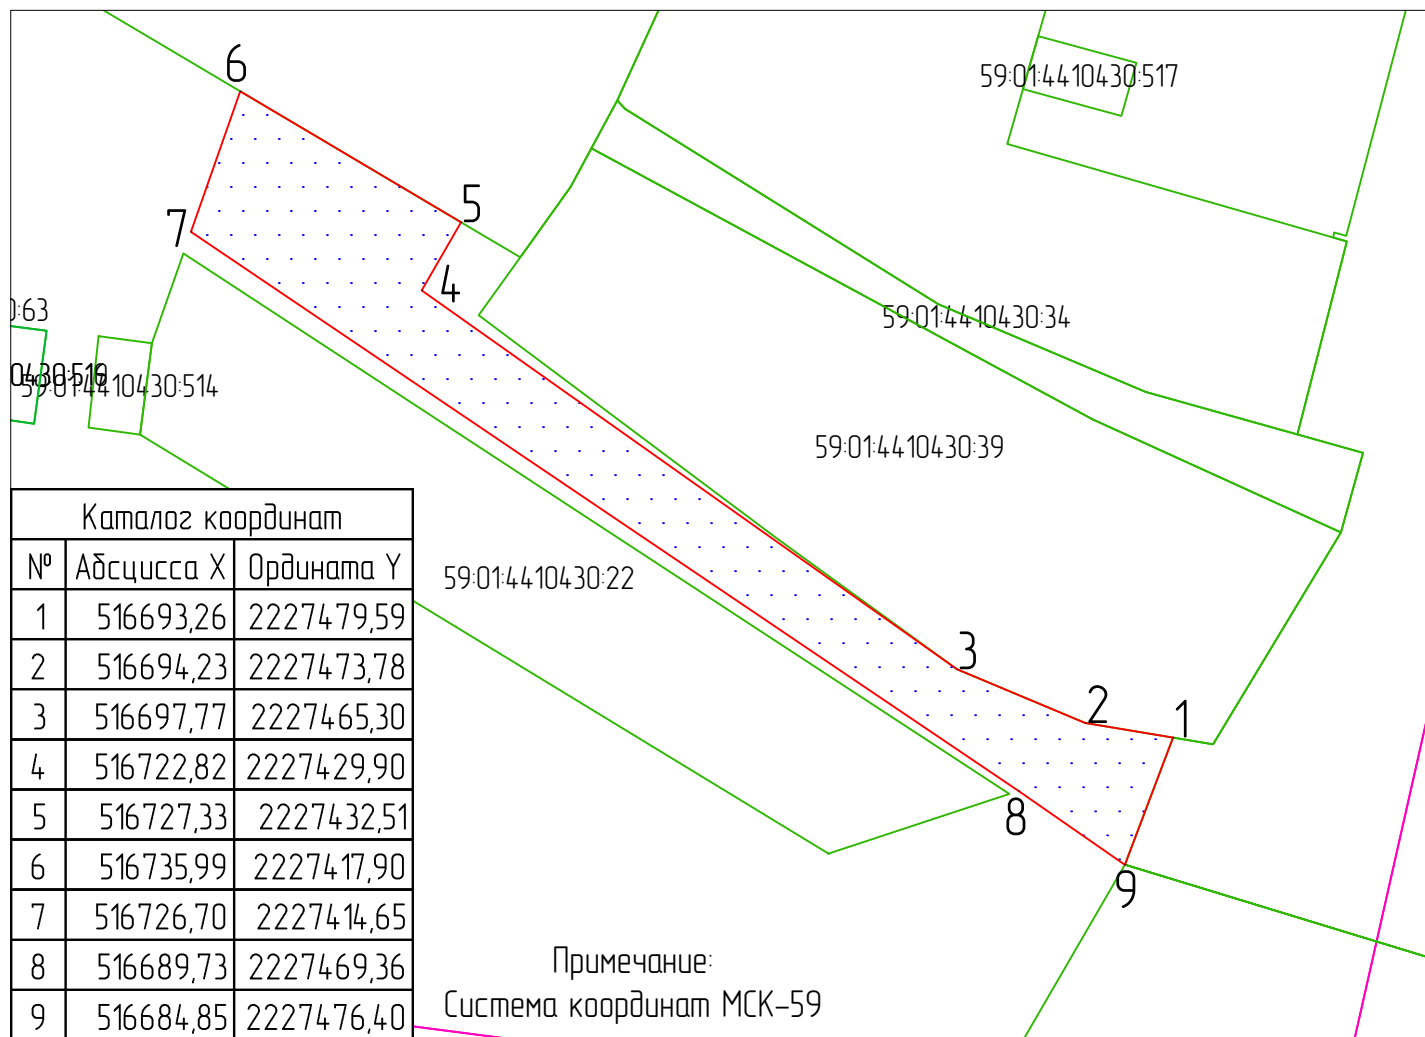 6
59:01:4410430:517
5
7
4
):63
59:01:4410430:34
59:01:4410430:514
59:01:4410430:39
Каталог координат
№ Абсцисса X Ордината Y
1 516693,26 2227479,59
2 516694,23 2227473,78
3 516697,77 2227465,30
4 516722,82 2227429,90
5 516727,33 2227432,51
6 516735,99 2227417,90
7 516726,70 2227414,65
8 516689,73 2227469,36
9 516684,85 2227476,40
59:01:4410430:22
3
2
1
8
9
Примечание:
Система координат МСК-59